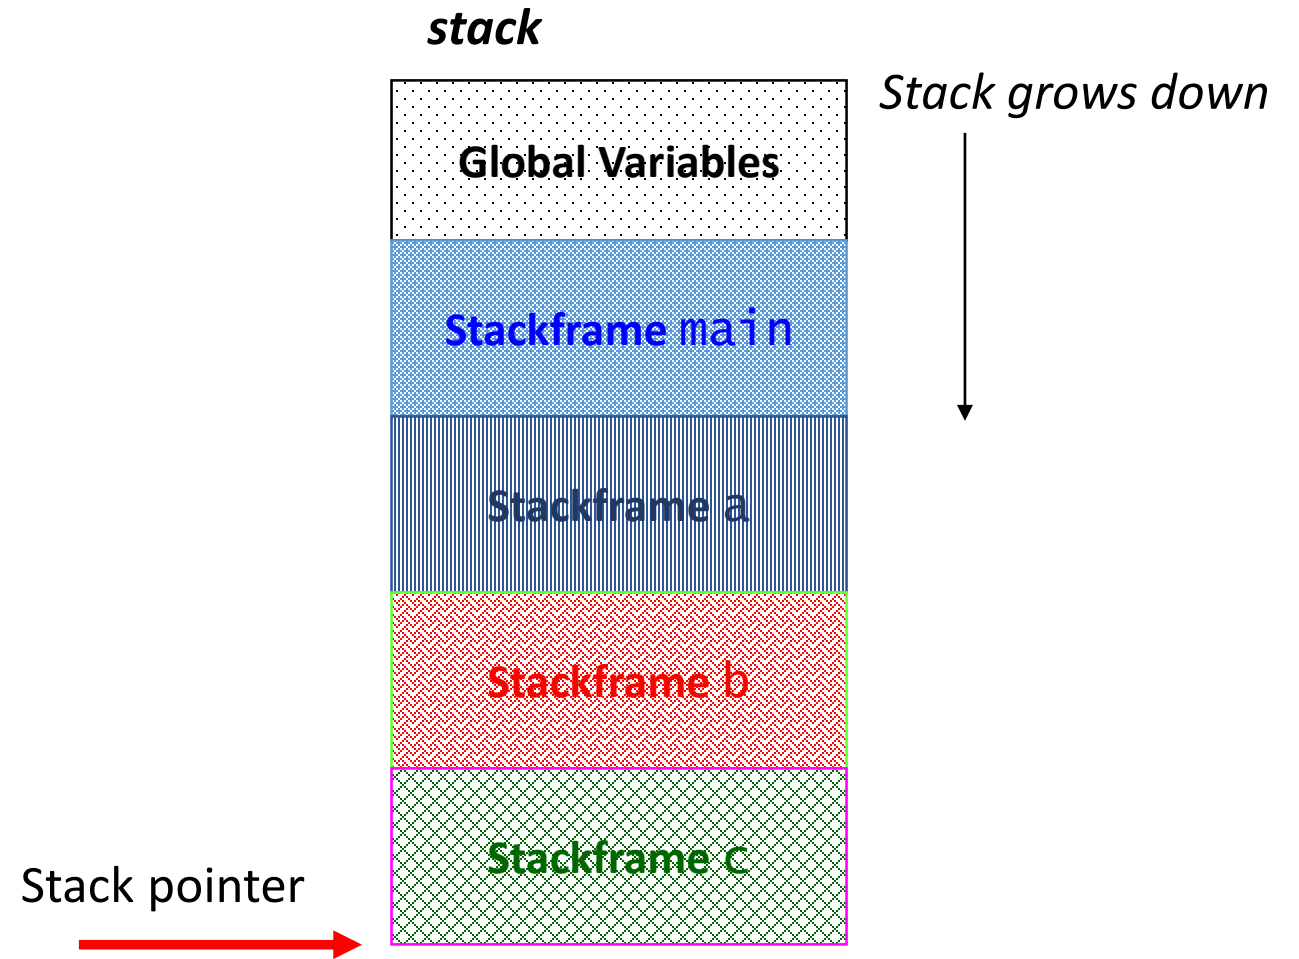 stack
Stack grows down
Global Variables
Stackframe main
Stackframe a
Stackframe b
Stackframe c
Stack pointer